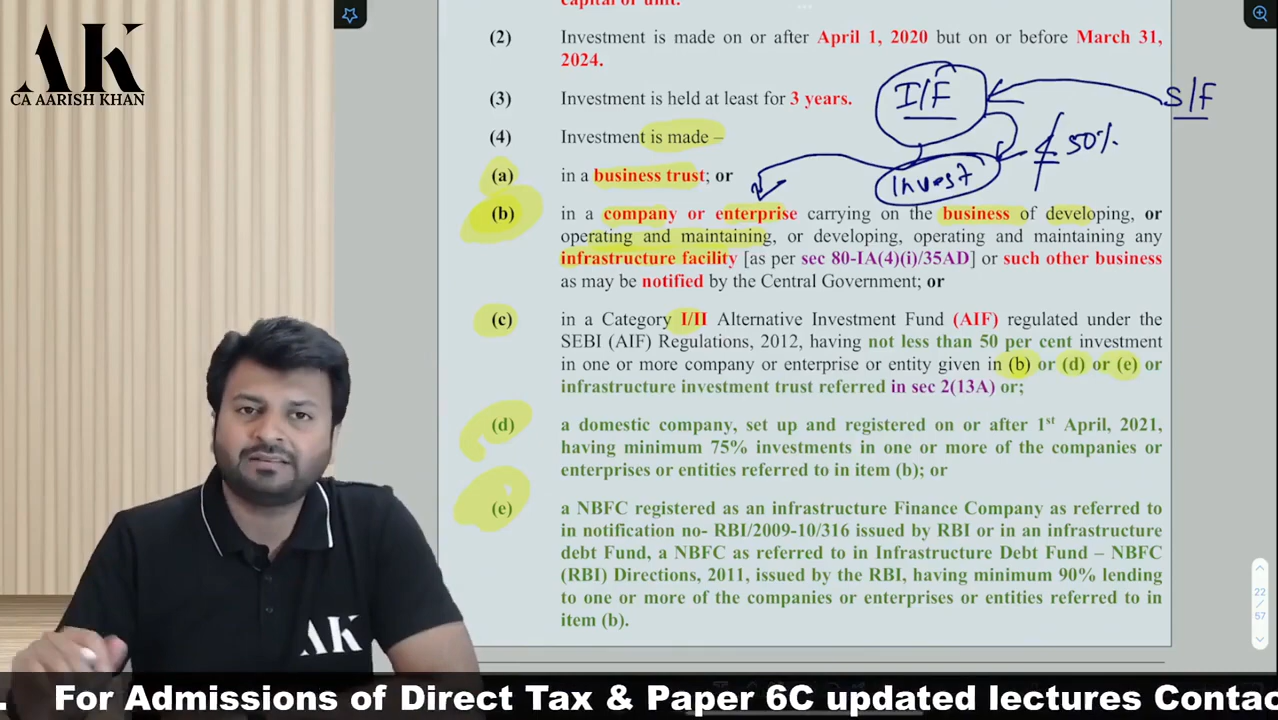 AK
CA AARISH KHAN
capital or unit.
(2) Investment is made on or after April 1, 2020 but on or before March 31,
2024.
(3) Investment is held at least for 3 years.
I/F
S/F
(4) Investment is made –
50%
(a) in a business trust; or
Invest
(b) in a company or enterprise carrying on the business of developing, or
operating and maintaining, or developing, operating and maintaining any
infrastructure facility [as per sec 80-IA(4)(i)/35AD] or such other business
as may be notified by the Central Government; or
(c) in a Category I/II Alternative Investment Fund (AIF) regulated under the
SEBI (AIF) Regulations, 2012, having not less than 50 per cent investment
in one or more company or enterprise or entity given in (b) or (d) or (e) or
infrastructure investment trust referred in sec 2(13A) or;
(d) a domestic company, set up and registered on or after 1st April, 2021,
having minimum 75% investments in one or more of the companies or
enterprises or entities referred to in item (b); or
(e) a NBFC registered as an infrastructure Finance Company as referred to
in notification no- RBI/2009-10/316 issued by RBI or in an infrastructure
debt Fund, a NBFC as referred to in Infrastructure Debt Fund – NBFC
(RBI) Directions, 2011, issued by the RBI, having minimum 90% lending
to one or more of the companies or enterprises or entities referred to in
item (b).
22
/
57
AK
. For Admissions of Direct Tax & Paper 6C updated lectures Contac